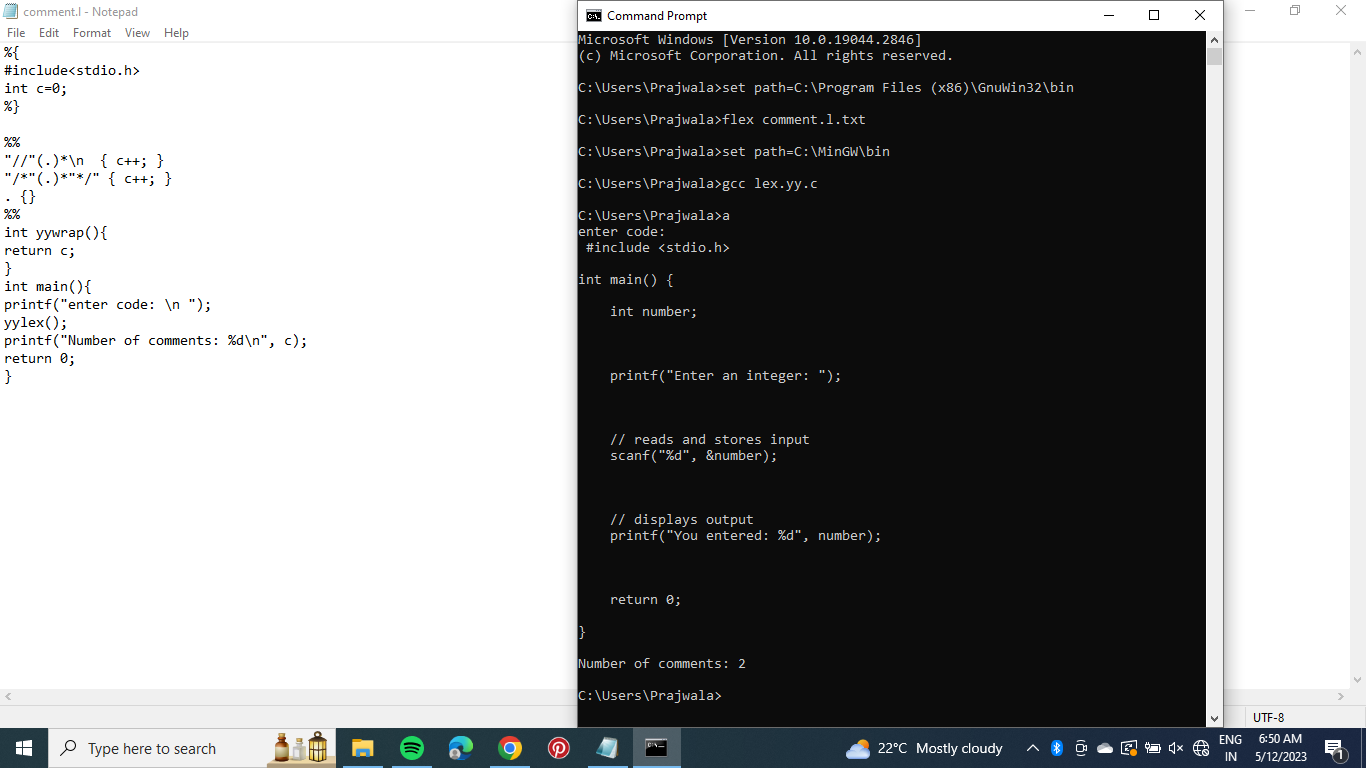 comment.l - Notepad
File Edit Format View Help
%{
#include<stdio.h>
int c=0;
%}
%%
"//"(.)*\n  { c++; }
"/*"(.)*"*/" { c++; }
. {}
%%
int yywrap(){
return c;
}
int main(){
printf("enter code: \n ");
yylex();
printf("Number of comments: %d\n", c);
return 0;
}
UTF-8
Command Prompt
Microsoft Windows [Version 10.0.19044.2846]
(c) Microsoft Corporation. All rights reserved.
C:\Users\Prajwala>set path=C:\Program Files (x86)\GnuWin32\bin
C:\Users\Prajwala>flex comment.l.txt
C:\Users\Prajwala>set path=C:\MinGW\bin
C:\Users\Prajwala>gcc lex.yy.c
C:\Users\Prajwala>a
enter code:
 #include <stdio.h>
int main() {
    int number;
    printf("Enter an integer: ");
    // reads and stores input
    scanf("%d", &number);
    // displays output
    printf("You entered: %d", number);
    return 0;
}
Number of comments: 2
C:\Users\Prajwala>
Type here to search
22°C Mostly cloudy
ENG
IN
6:50 AM
5/12/2023
1